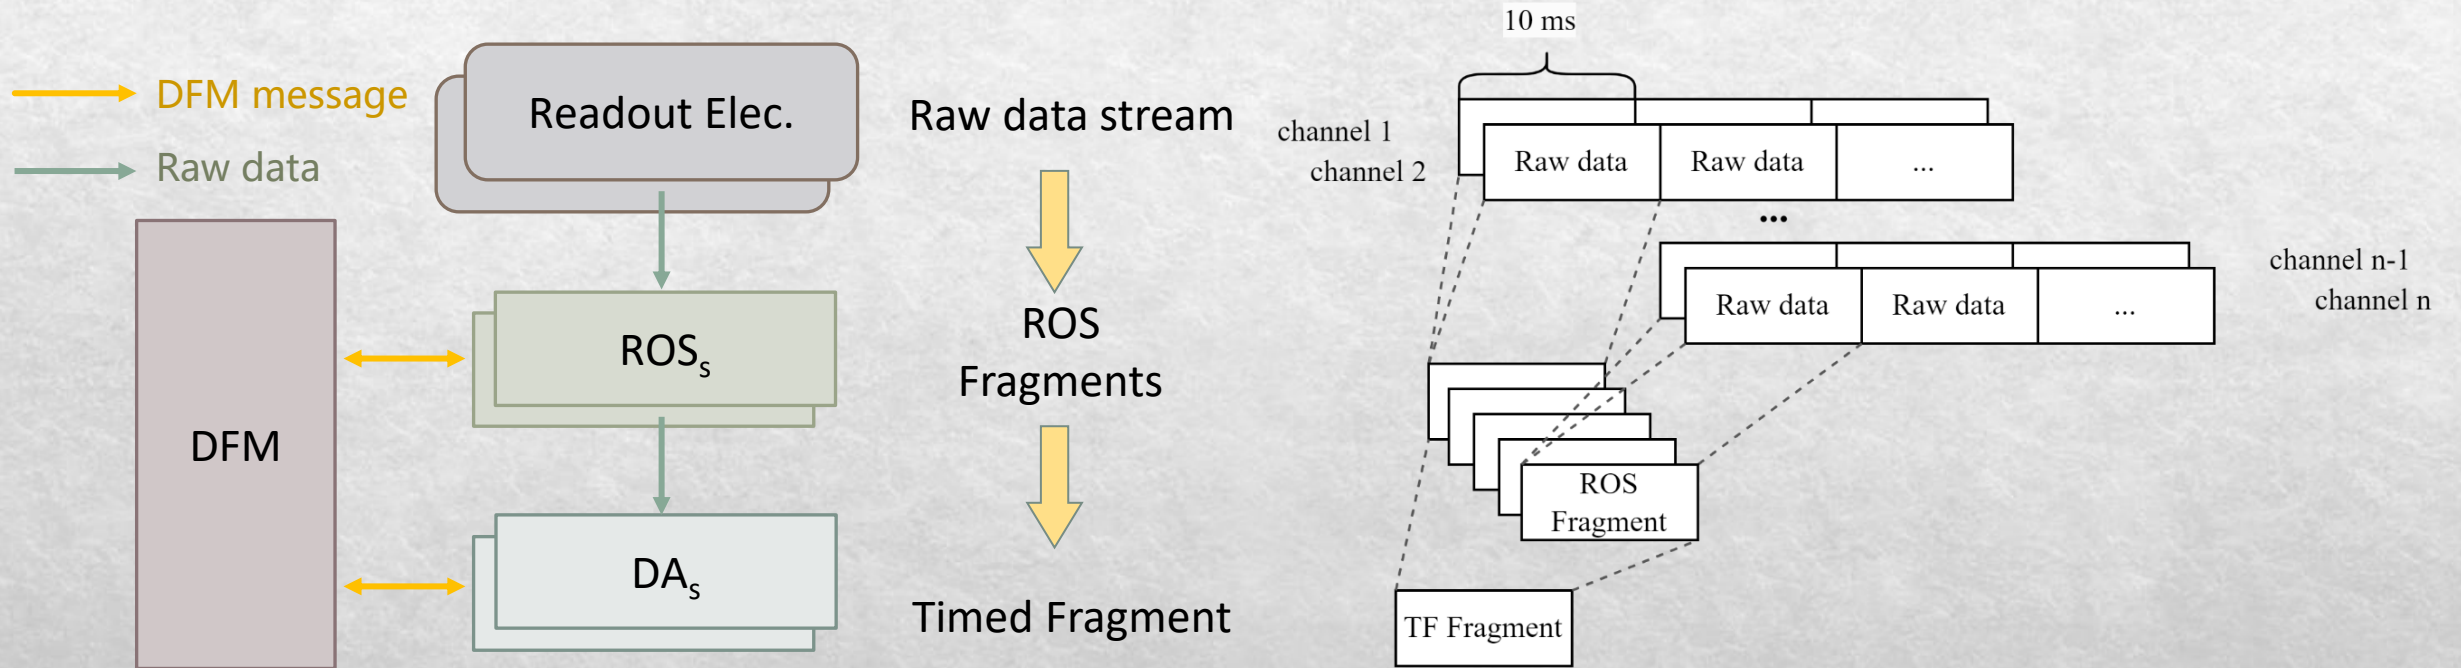 DFM message
Raw data
DFM
Readout Elec.
ROSs
DAs
Raw data stream
ROS
Fragments
Timed Fragment
10 ms
channel 1
channel 2
Raw data
Raw data
...
...
channel n-1
channel n
Raw data
Raw data
...
ROS
Fragment
TF Fragment